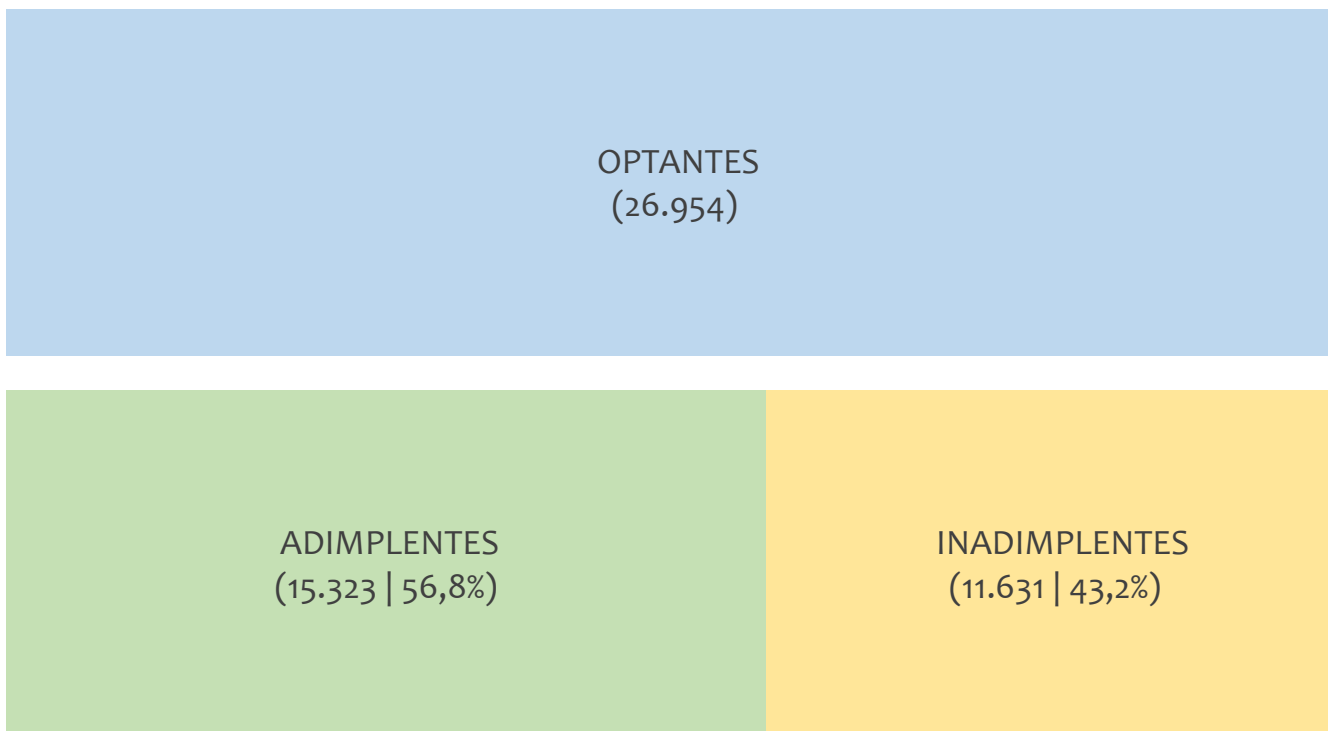 OPTANTES
(26.954)
ADIMPLENTES
(15.323 | 56,8%)
INADIMPLENTES
(11.631 | 43,2%)